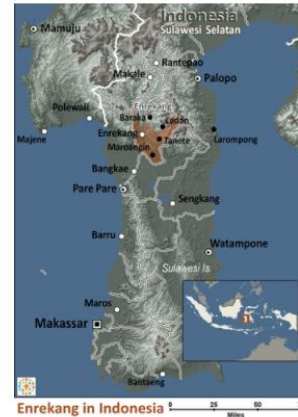 Indonesia
Sulawesi Selatan
Mamuju
Rantepao
Makale
Palopo
Enrekang
Polewali
Baraka
Ledan
Majene
Enrekang
Tanete
Larompong
Maroangin
Bangkae
Pare Pare
Sengkang
Barru
Watampone
Sulawesi Is.
Maros
Makassar
Bantaeng
Enrekang in Indonesia
0 25 50
Miles